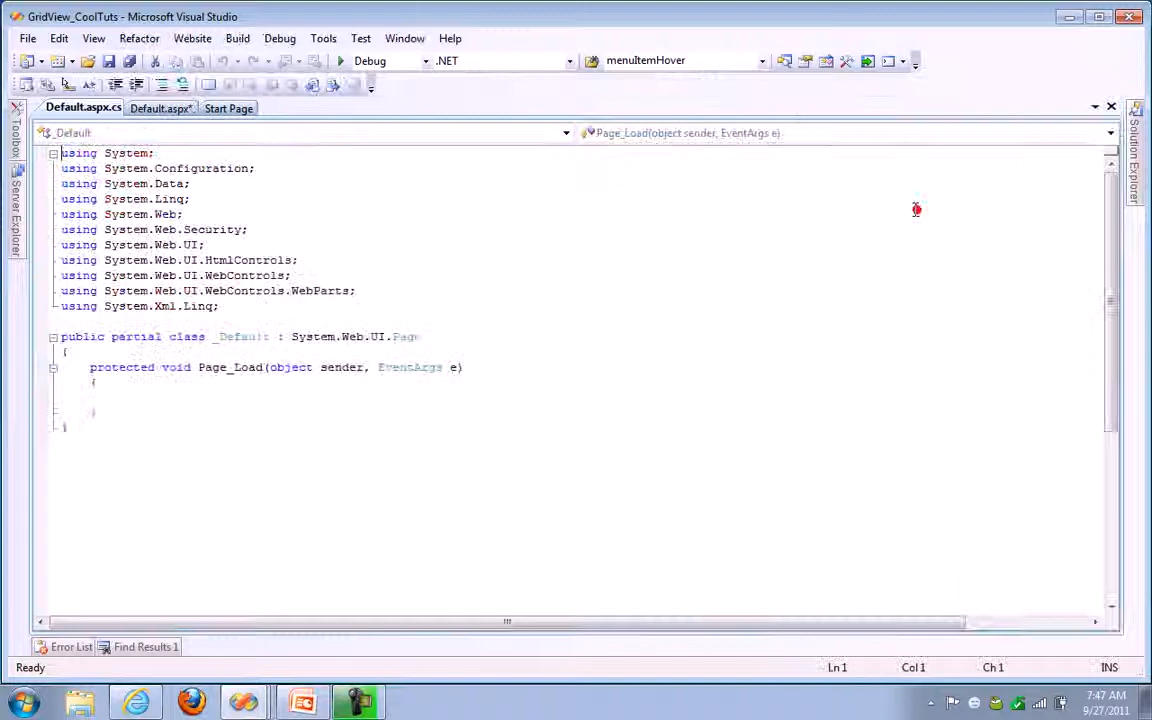 GridView_CoolTuts - Microsoft Visual Studio
File Edit View Refactor Website Build Debug Tools Test Window Help
Debug .NET menuItemHover
Default.aspx.cs Default.aspx* Start Page
_Default Page_Load(object sender, EventArgs e)
Toolbox
Server Explorer
Solution Explorer
using System;
using System.Configuration;
using System.Data;
using System.Linq;
using System.Web;
using System.Web.Security;
using System.Web.UI;
using System.Web.UI.HtmlControls;
using System.Web.UI.WebControls;
using System.Web.UI.WebControls.WebParts;
using System.Xml.Linq;
public partial class _Default : System.Web.UI.Page
{
protected void Page_Load(object sender, EventArgs e)
{
}
}
Error List Find Results 1
Ready Ln 1 Col 1 Ch 1 INS
7:47 AM
9/27/2011